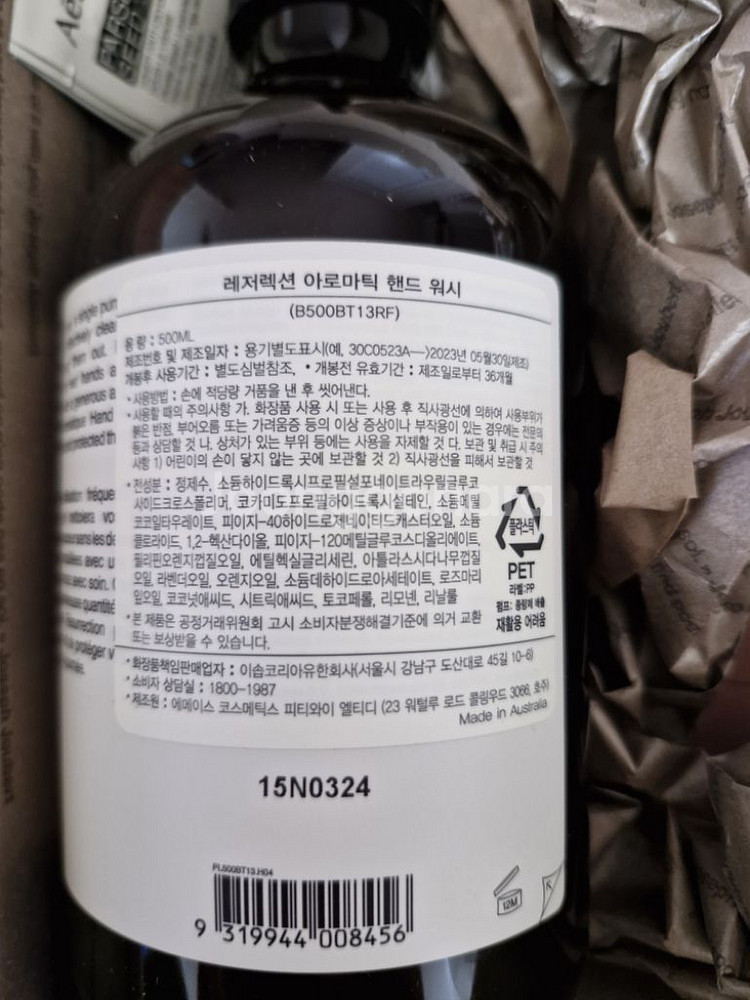 Aes
레저렉션 아로마틱 핸드 워시
(B500BT13RF)
용 량 : 500ML
제조번호 및 제조일자 : 용기별도표시(예, 30C0523A—>2023년 05월30일제조)
개봉후 사용기간 : 별도심벌참조, • 개봉전 유효기간 : 제조일로부터 36개월
• 사용방법 : 손에 적당량 거품을 낸 후 씻어낸다.
• 사용할 때의 주의사항 가. 화장품 사용 시 또는 사용 후 직사광선에 의하여 사용부위가
붉은 반점, 부어오름 또는 가려움증 등의 이상 증상이나 부작용이 있는 경우에는 전문의
등과 상담할 것 나. 상처가 있는 부위 등에는 사용을 자제할 것 다. 보관 및 취급 시 주의
사항 1) 어린이의 손이 닿지 않는 곳에 보관할 것 2) 직사광선을 피해서 보관할 것
• 전성분 : 정제수, 소듐하이드록시프로필설포네이트라우릴글루코
사이드크로스폴리머, 코카미도프로필하이드록시설테인, 소듐메틸
코코일타우레이트, 피이지-40하이드로제네이티드캐스터오일, 소듐
클로라이드, 1,2-헥산다이올, 피이지-120메틸글루코스디올리에이트,
필리핀오렌지껍질오일, 에틸헥실글리세린, 아틀라스시다나무껍질
오일, 라벤더오일, 오렌지오일, 소듐데하이드로아세테이트, 로즈마리
잎오일, 코코넛애씨드, 시트릭애씨드, 토코페롤, 리모넨, 리날룰
• 본 제품은 공정거래위원회 고시 소비자분쟁해결기준에 의거 교환
또는 보상받을 수 있습니다.
플라스틱
PET
라벨:PP
펌프: 종량제 배출
재활용 어려움
• 화장품책임판매업자 : 이솝코리아유한회사(서울시 강남구 도산대로 45길 10-6)
• 소비자 상담실 : 1800-1987
• 제조원 : 에메이스 코스메틱스 피티와이 엘티디 (23 워털루 로드 콜링우드 3066, 호주)
Made in Australia
15N0324
PL500BT13.H04
9 319944 008456
12M